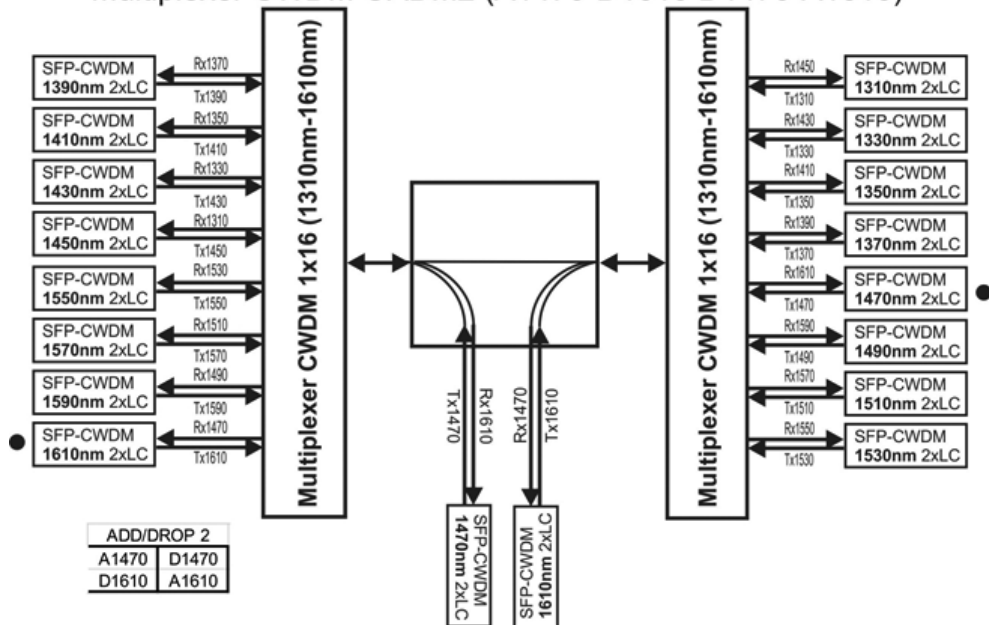 SFP-CWDM
1390nm 2xLC
Rx1370
Tx1390
SFP-CWDM
1410nm 2xLC
Rx1350
Tx1410
SFP-CWDM
1430nm 2xLC
Rx1330
Tx1430
SFP-CWDM
1450nm 2xLC
Rx1310
Tx1450
SFP-CWDM
1550nm 2xLC
Rx1530
Tx1550
SFP-CWDM
1570nm 2xLC
Rx1510
Tx1570
SFP-CWDM
1590nm 2xLC
Rx1490
Tx1590
SFP-CWDM
1610nm 2xLC
Rx1470
Tx1610
Multiplexer CWDM 1x16 (1310nm-1610nm)
Tx1470
Rx1610
Rx1470
Tx1610
SFP-CWDM
1470nm 2xLC
SFP-CWDM
1610nm 2xLC
Multiplexer CWDM 1x16 (1310nm-1610nm)
Rx1450
Tx1310
SFP-CWDM
1310nm 2xLC
Rx1430
Tx1330
SFP-CWDM
1330nm 2xLC
Rx1410
Tx1350
SFP-CWDM
1350nm 2xLC
Rx1390
Tx1370
SFP-CWDM
1370nm 2xLC
Rx1610
Tx1470
SFP-CWDM
1470nm 2xLC
Rx1590
Tx1490
SFP-CWDM
1490nm 2xLC
Rx1570
Tx1510
SFP-CWDM
1510nm 2xLC
Rx1550
Tx1530
SFP-CWDM
1530nm 2xLC
ADD/DROP 2
A1470 D1470
D1610 A1610